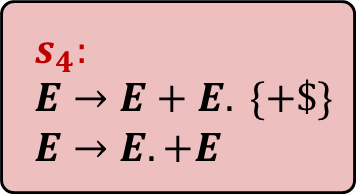 s₄:
E → E + E. {+$}
E → E. +E